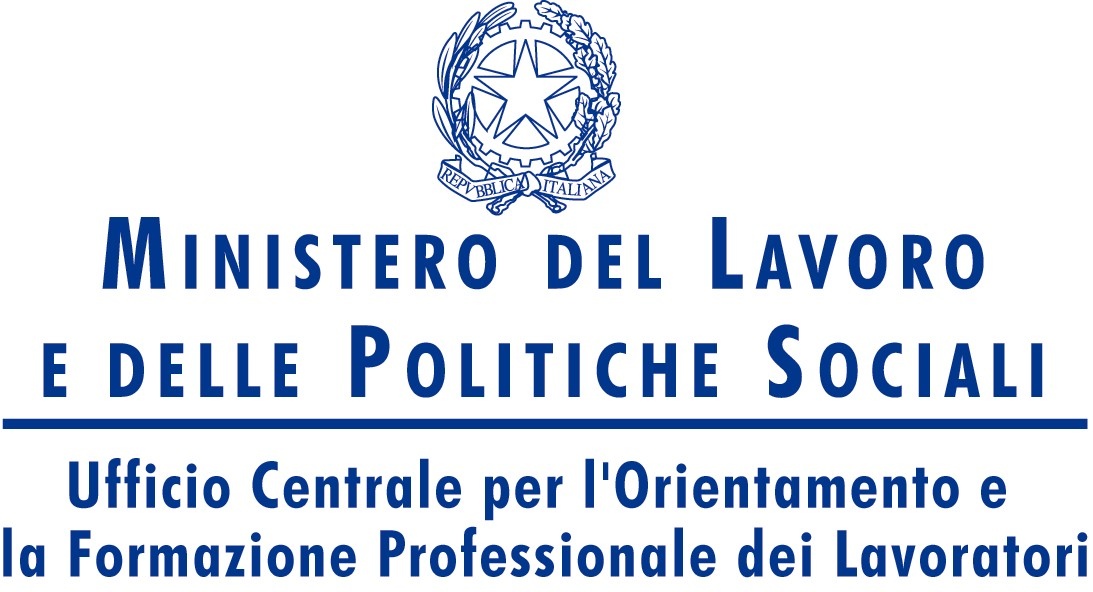 REPVBBLICA ITALIANA
MINISTERO DEL LAVORO
E DELLE POLITICHE SOCIALI
Ufficio Centrale per l'Orientamento e
la Formazione Professionale dei Lavoratori